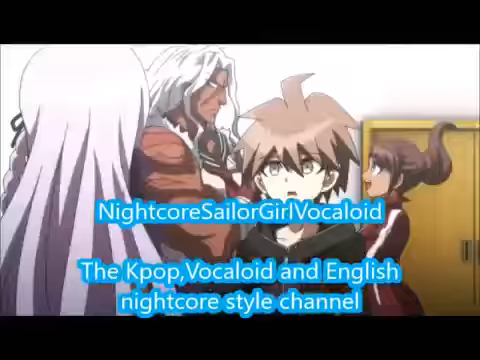 NightcoreSailorGirlVocaloid
The Kpop,Vocaloid and English
nightcore style channel